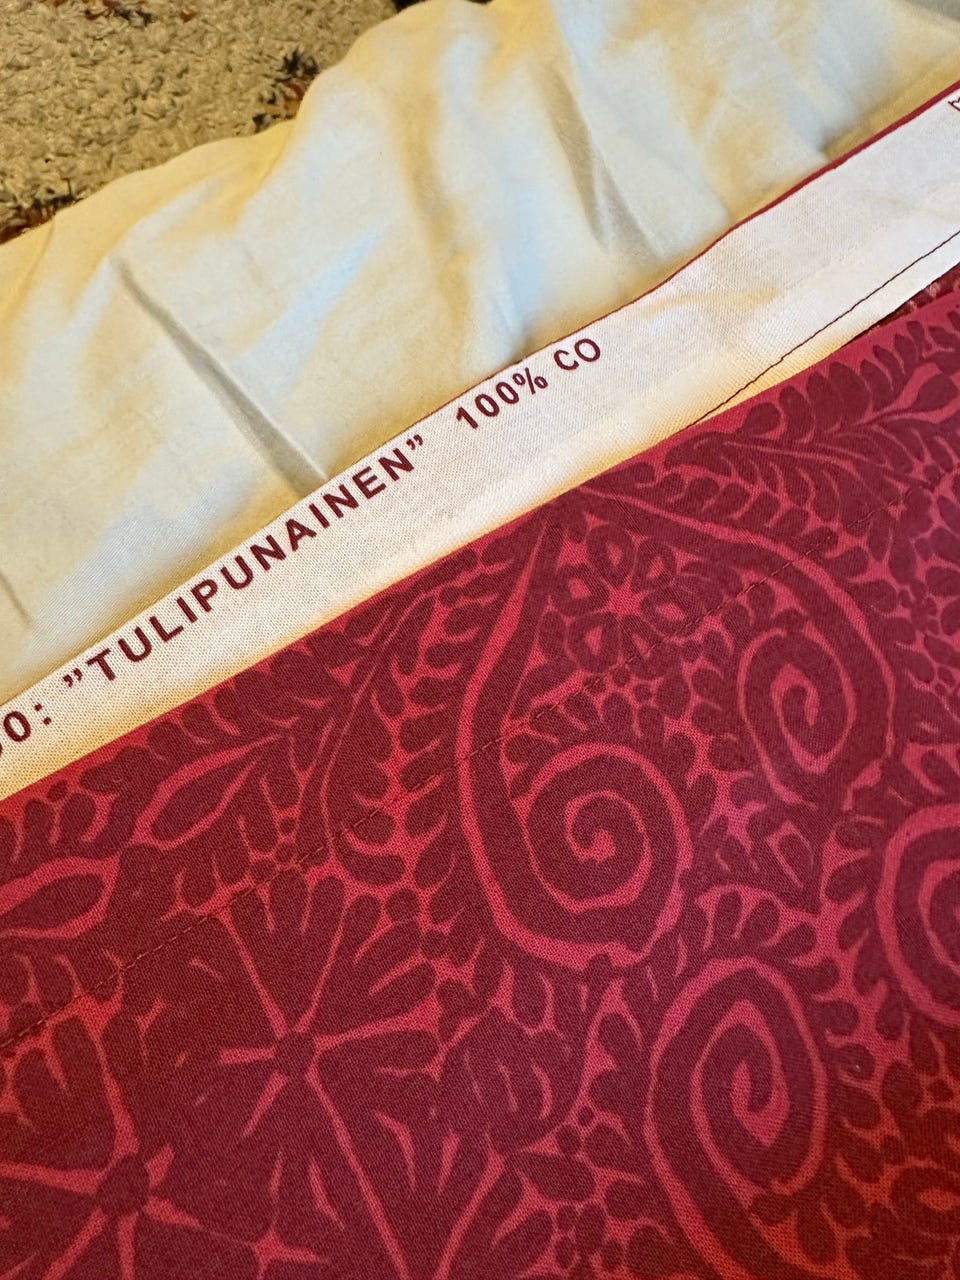 0: ”TULIPUNAINEN” 100% CO